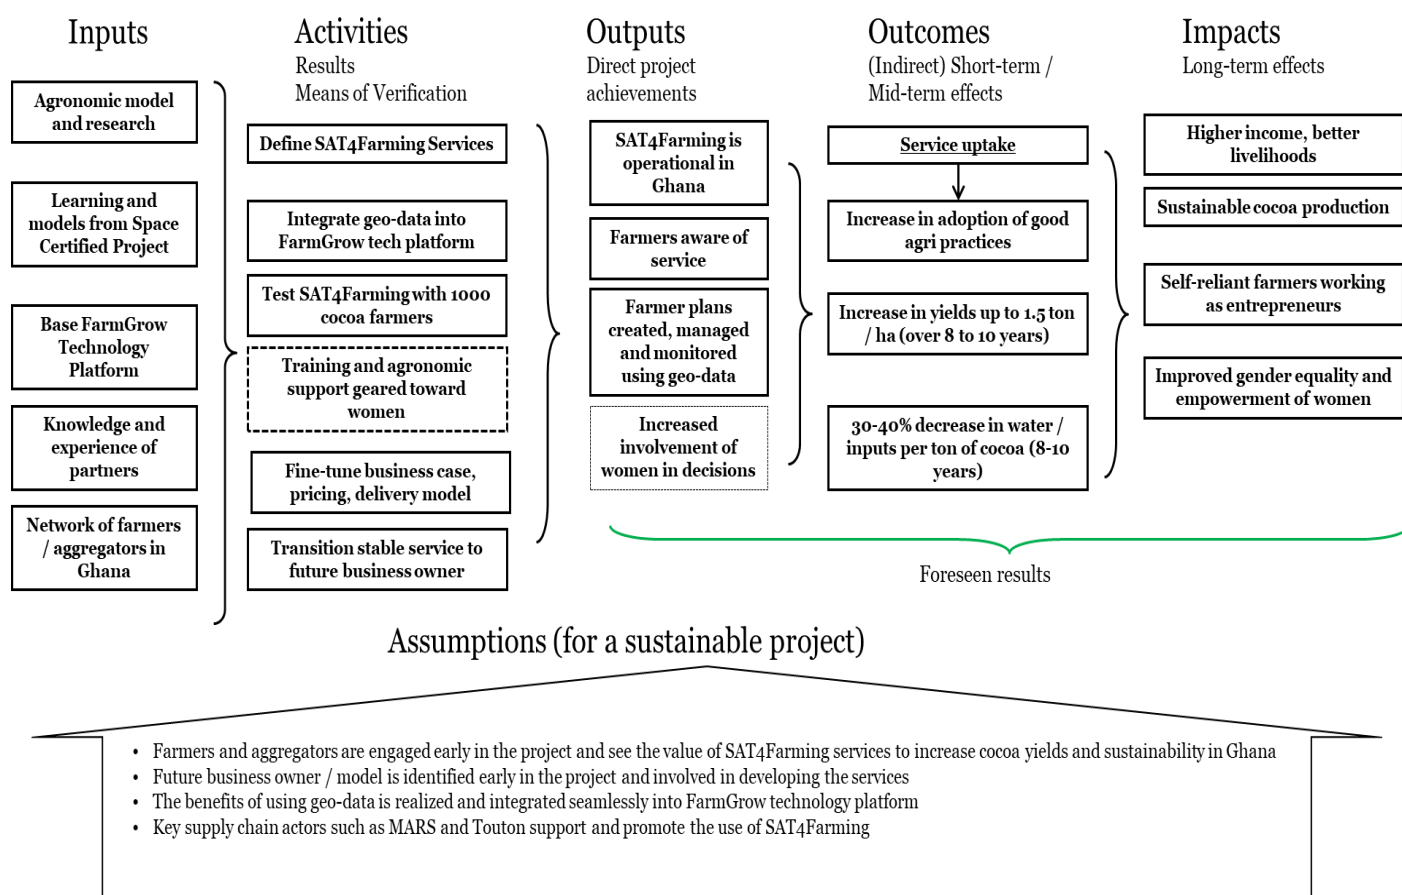 Inputs
Agronomic model
and research
Learning and
models from Space
Certified Project
Base FarmGrow
Technology
Platform
Knowledge and
experience of
partners
Network of farmers
/ aggregators in
Ghana
Activities
Results
Means of Verification
Define SAT4Farming Services
Integrate geo-data into
FarmGrow tech platform
Test SAT4Farming with 1000
cocoa farmers
Training and agronomic
support geared toward
women
Fine-tune business case,
pricing, delivery model
Transition stable service to
future business owner
Outputs
Direct project
achievements
SAT4Farming is
operational in
Ghana
Farmers aware of
service
Farmer plans
created, managed
and monitored
using geo-data
Increased
involvement of
women in decisions
Outcomes
(Indirect) Short-term /
Mid-term effects
Service uptake
Increase in adoption of good
agri practices
Increase in yields up to 1.5 ton
/ ha (over 8 to 10 years)
30-40% decrease in water /
inputs per ton of cocoa (8-10
years)
Impacts
Long-term effects
Higher income, better
livelihoods
Sustainable cocoa production
Self-reliant farmers working
as entrepreneurs
Improved gender equality and
empowerment of women
Foreseen results
Assumptions (for a sustainable project)
• Farmers and aggregators are engaged early in the project and see the value of SAT4Farming services to increase cocoa yields and sustainability in Ghana
• Future business owner / model is identified early in the project and involved in developing the services
• The benefits of using geo-data is realized and integrated seamlessly into FarmGrow technology platform
• Key supply chain actors such as MARS and Touton support and promote the use of SAT4Farming